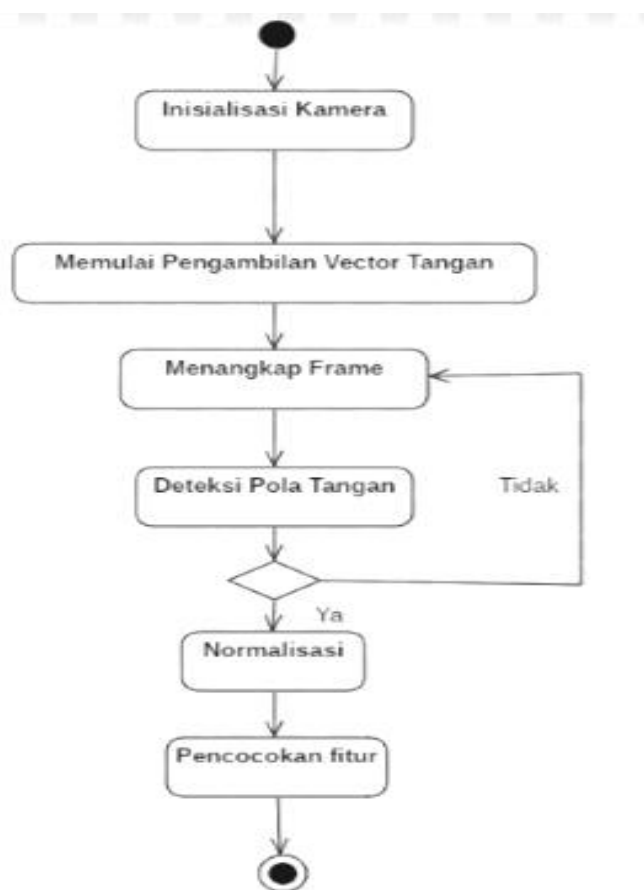 Inisialisasi Kamera
Memulai Pengambilan Vector Tangan
Menangkap Frame
Deteksi Pola Tangan
Tidak
Ya
Normalisasi
Pencocokan fitur